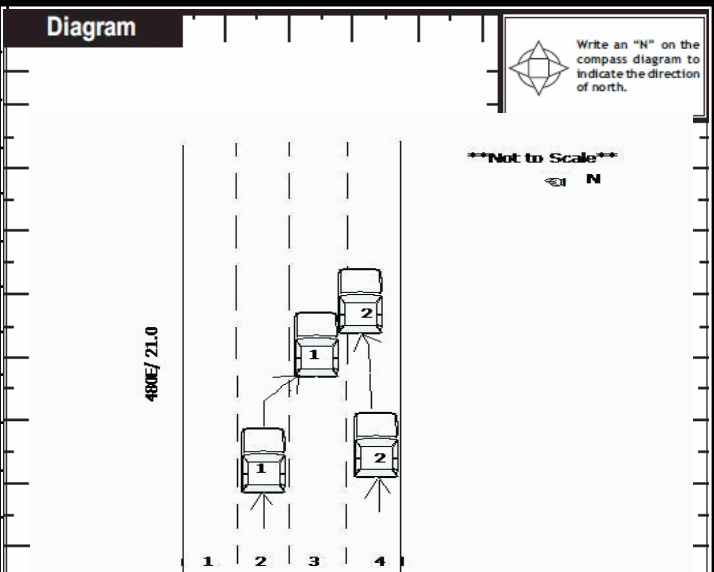 Diagram
Write an “N” on the
compass diagram to
indicate the direction
of north.
**Not to Scale**
N
480E/ 21.0
2
1
1
2
1
2
3
4